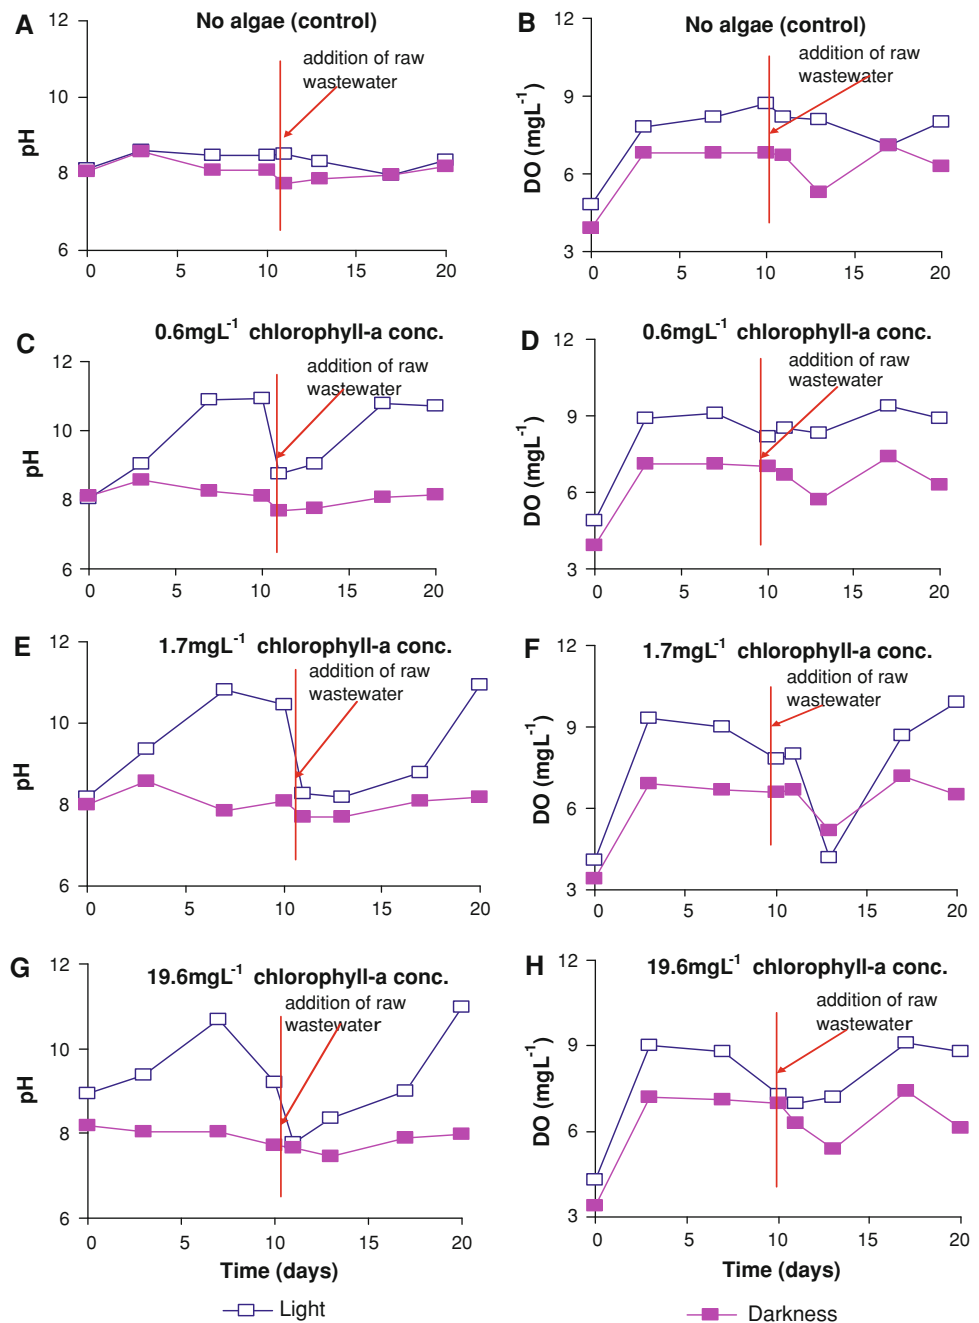 A
No algae (control)
addition of raw
wastewater
pH
12
10
8
6
0
5
10
15
20
B
No algae (control)
addition of raw
wastewater
DO (mgL-1)
12
9
6
3
0
5
10
15
20
C
0.6mgL-1 chlorophyll-a conc.
addition of raw
wastewater
pH
12
10
8
6
0
5
10
15
20
D
0.6mgL-1 chlorophyll-a conc.
addition of raw
wastewater
DO (mgL-1)
12
9
6
3
0
5
10
15
20
E
1.7mgL-1 chlorophyll-a conc.
addition of raw
wastewater
pH
12
10
8
6
0
5
10
15
20
F
1.7mgL-1 chlorophyll-a conc.
addition of raw
wastewater
DO (mgL-1)
12
9
6
3
0
5
10
15
20
G
19.6mgL-1 chlorophyll-a conc.
addition of raw
wastewater
pH
12
10
8
6
0
5
10
15
20
Time (days)
H
19.6mgL-1 chlorophyll-a conc.
addition of raw
wastewater
DO (mgL-1)
12
9
6
3
0
5
10
15
20
Time (days)
Light
Darkness